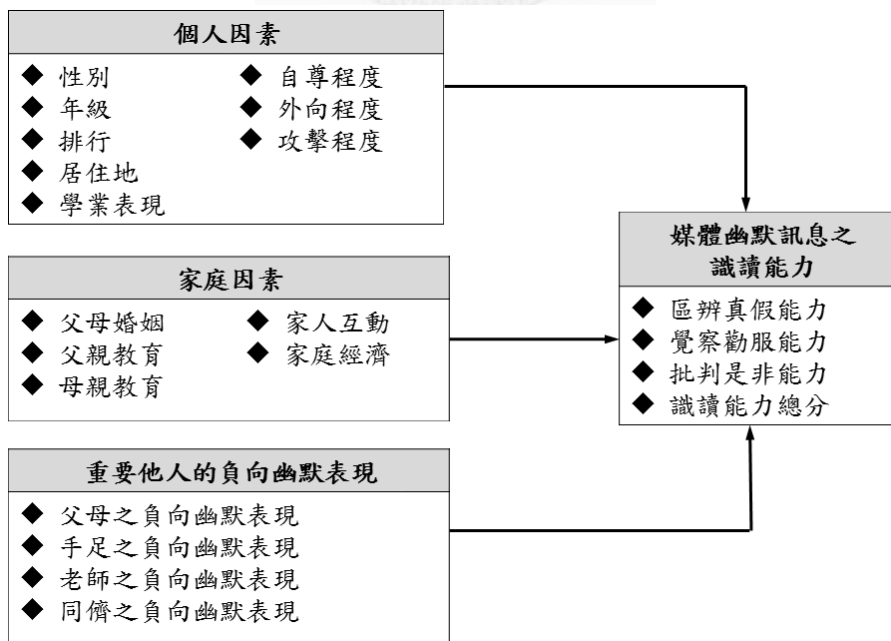 個人因素
◆ 性別
◆ 年級
◆ 排行
◆ 居住地
◆ 學業表現
◆ 自尊程度
◆ 外向程度
◆ 攻擊程度
家庭因素
◆ 父母婚姻
◆ 父親教育
◆ 母親教育
◆ 家人互動
◆ 家庭經濟
重要他人的負向幽默表現
◆ 父母之負向幽默表現
◆ 手足之負向幽默表現
◆ 老師之負向幽默表現
◆ 同儕之負向幽默表現
媒體幽默訊息之
識讀能力
◆ 區辨真假能力
◆ 覺察勸服能力
◆ 批判是非能力
◆ 識讀能力總分